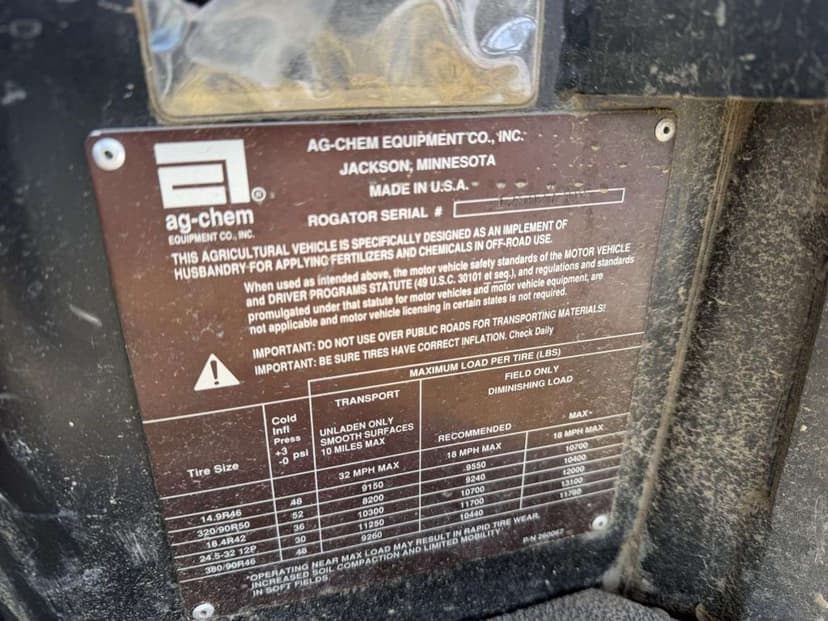 AG-CHEM EQUIPMENT CO., INC.
JACKSON, MINNESOTA
MADE IN U.S.A.
ROGATOR SERIAL #
ag-chem ®
EQUIPMENT CO., INC.
THIS AGRICULTURAL VEHICLE IS SPECIFICALLY DESIGNED AS AN IMPLEMENT OF
HUSBANDRY FOR APPLYING FERTILIZERS AND CHEMICALS IN OFF-ROAD USE.
When used as intended above, the motor vehicle safety standards of the MOTOR VEHICLE
and DRIVER PROGRAMS STATUTE (49 U.S.C. 30101 et seq.), and regulations and standards
promulgated under that statute for motor vehicles and motor vehicle equipment, are
not applicable and motor vehicle licensing in certain states is not required.
IMPORTANT: DO NOT USE OVER PUBLIC ROADS FOR TRANSPORTING MATERIALS!
IMPORTANT: BE SURE TIRES HAVE CORRECT INFLATION. Check Daily
MAXIMUM LOAD PER TIRE (LBS)
Tire Size
Cold
Infl
Press
+3
-0 psi
TRANSPORT
UNLADEN ONLY
SMOOTH SURFACES
10 MILES MAX
32 MPH MAX
FIELD ONLY
DIMINISHING LOAD
RECOMMENDED
18 MPH MAX
MAX*
18 MPH MAX
14.9R46 48 9150 9550 10700
320/90R50 52 8200 9240 10400
18.4R42 36 10300 10700 12000
24.5-32 12P 30 11250 11700 13100
380/90R46 48 9260 10440 11790
*OPERATING NEAR MAX LOAD MAY RESULT IN RAPID TIRE WEAR,
INCREASED SOIL COMPACTION AND LIMITED MOBILITY
IN SOFT FIELDS.
P/N 260062